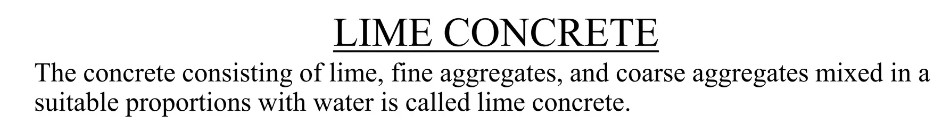 LIME CONCRETE
The concrete consisting of lime, fine aggregates, and coarse aggregates mixed in a
suitable proportions with water is called lime concrete.